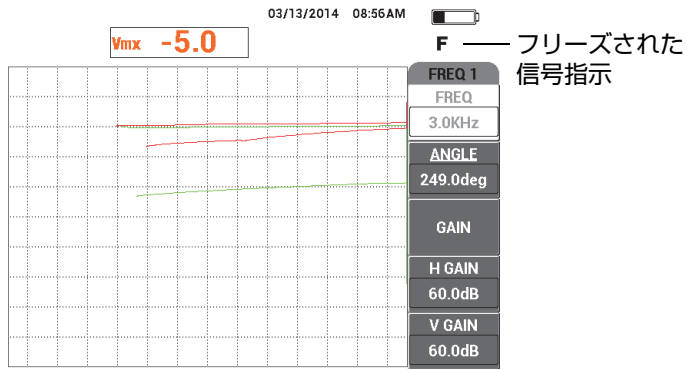 03/13/2014 08:56AM
Vmx -5.0
F
フリーズされた
信号指示
FREQ 1
FREQ
3.0KHz
ANGLE
249.0deg
GAIN
H GAIN
60.0dB
V GAIN
60.0dB